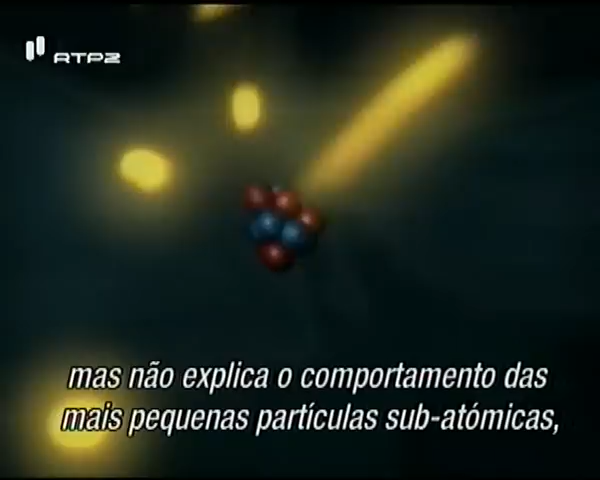 RTP2
mas não explica o comportamento das
mais pequenas partículas sub-atómicas,